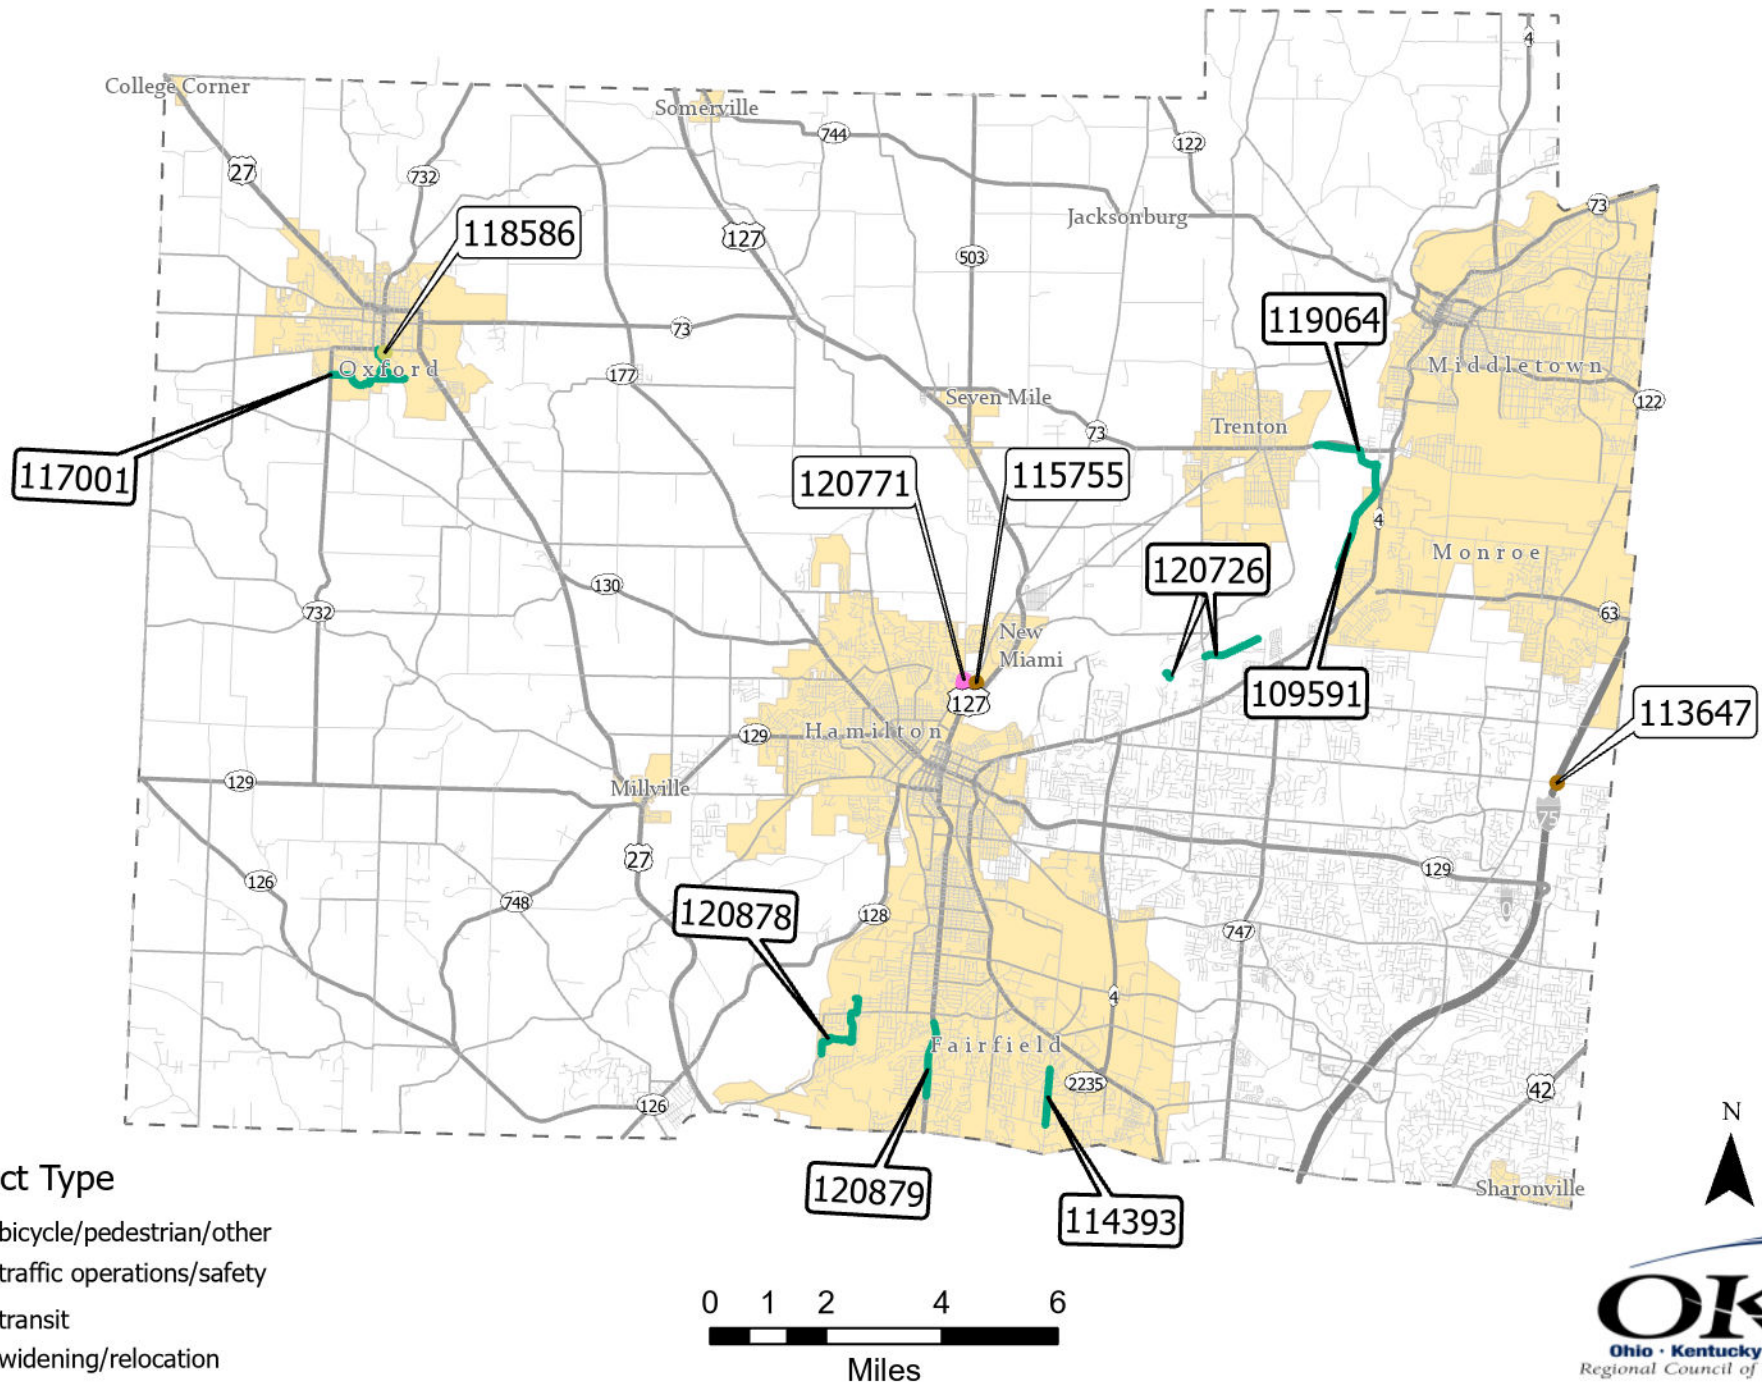 4
College Corner
Somerville
744
122
27
732
73
Jacksonburg
118586
127
503
119064
73
Oxford
177
Middletown
122
Seven Mile
Trenton
73
117001
120771
115755
4
Monroe
120726
130
732
63
New
Miami
109591
127
113647
129
Hamilton
129
Millville
75
27
129
126
748
120878
128
747
4
Fairfield
2235
42
126
N
ct Type
120879
114393
Sharonville
bicycle/pedestrian/other
traffic operations/safety
0 1 2 4 6
transit
Miles
widening/relocation
OK
Ohio · Kentucky
Regional Council of